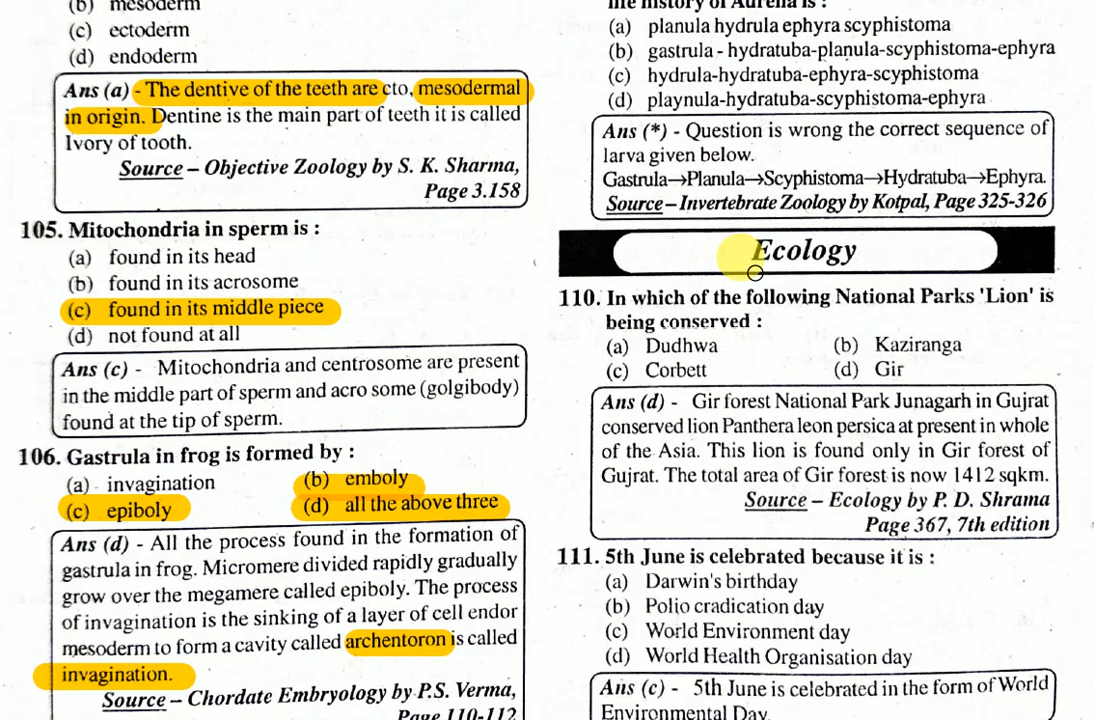 (b) mesoderm
(c) ectoderm
(d) endoderm
Ans (a) - The dentive of the teeth are cto, mesodermal
in origin. Dentine is the main part of teeth it is called
Ivory of tooth.
Source – Objective Zoology by S. K. Sharma,
Page 3.158
105. Mitochondria in sperm is :
(a) found in its head
(b) found in its acrosome
(c) found in its middle piece
(d) not found at all
Ans (c) - Mitochondria and centrosome are present
in the middle part of sperm and acro some (golgibody)
found at the tip of sperm.
106. Gastrula in frog is formed by :
(a) invagination (b) emboly
(c) epiboly (d) all the above three
Ans (d) - All the process found in the formation of
gastrula in frog. Micromere divided rapidly gradually
grow over the megamere called epiboly. The process
of invagination is the sinking of a layer of cell endor
mesoderm to form a cavity called archentoron is called
invagination.
Source – Chordate Embryology by P.S. Verma,
Page 110-112
life history of Aurelia is :
(a) planula hydrula ephyra scyphistoma
(b) gastrula - hydratuba-planula-scyphistoma-ephyra
(c) hydrula-hydratuba-ephyra-scyphistoma
(d) playnula-hydratuba-scyphistoma-ephyra
Ans (*) - Question is wrong the correct sequence of
larva given below.
Gastrula→Planula→Scyphistoma→Hydratuba→Ephyra.
Source – Invertebrate Zoology by Kotpal, Page 325-326
Ecology
110. In which of the following National Parks 'Lion' is
being conserved :
(a) Dudhwa (b) Kaziranga
(c) Corbett (d) Gir
Ans (d) - Gir forest National Park Junagarh in Gujrat
conserved lion Panthera leon persica at present in whole
of the Asia. This lion is found only in Gir forest of
Gujrat. The total area of Gir forest is now 1412 sqkm.
Source – Ecology by P. D. Shrama
Page 367, 7th edition
111. 5th June is celebrated because it is :
(a) Darwin's birthday
(b) Polio cradication day
(c) World Environment day
(d) World Health Organisation day
Ans (c) - 5th June is celebrated in the form of World
Environmental Day.